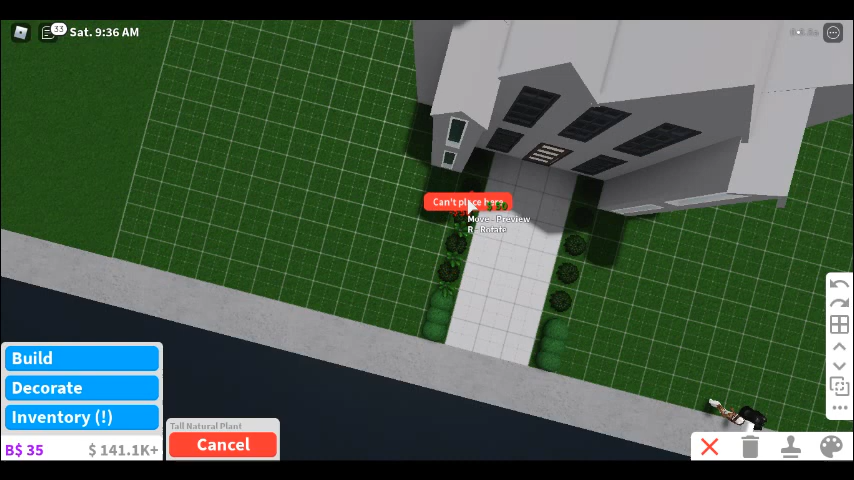 33
Sat. 9:36 AM
Can't place here
Move - Preview
R - Rotate
Build
Decorate
Inventory (!)
B$ 35
$ 141.1K+
Tall Natural Plant
Cancel